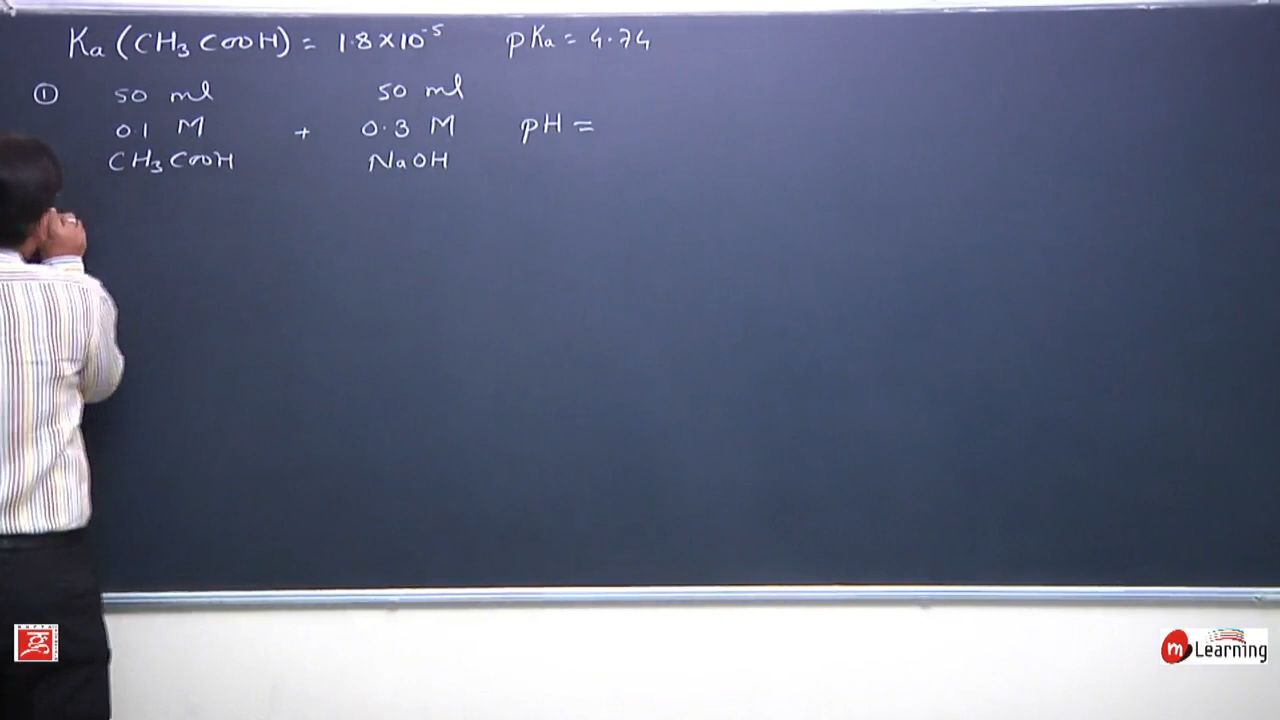 Ka (CH3COOH) = 1.8×10⁻⁵ pKa = 4.74
① 50 ml 50 ml
0.1 M + 0.3 M pH =
CH3COOH NaOH
m Learning